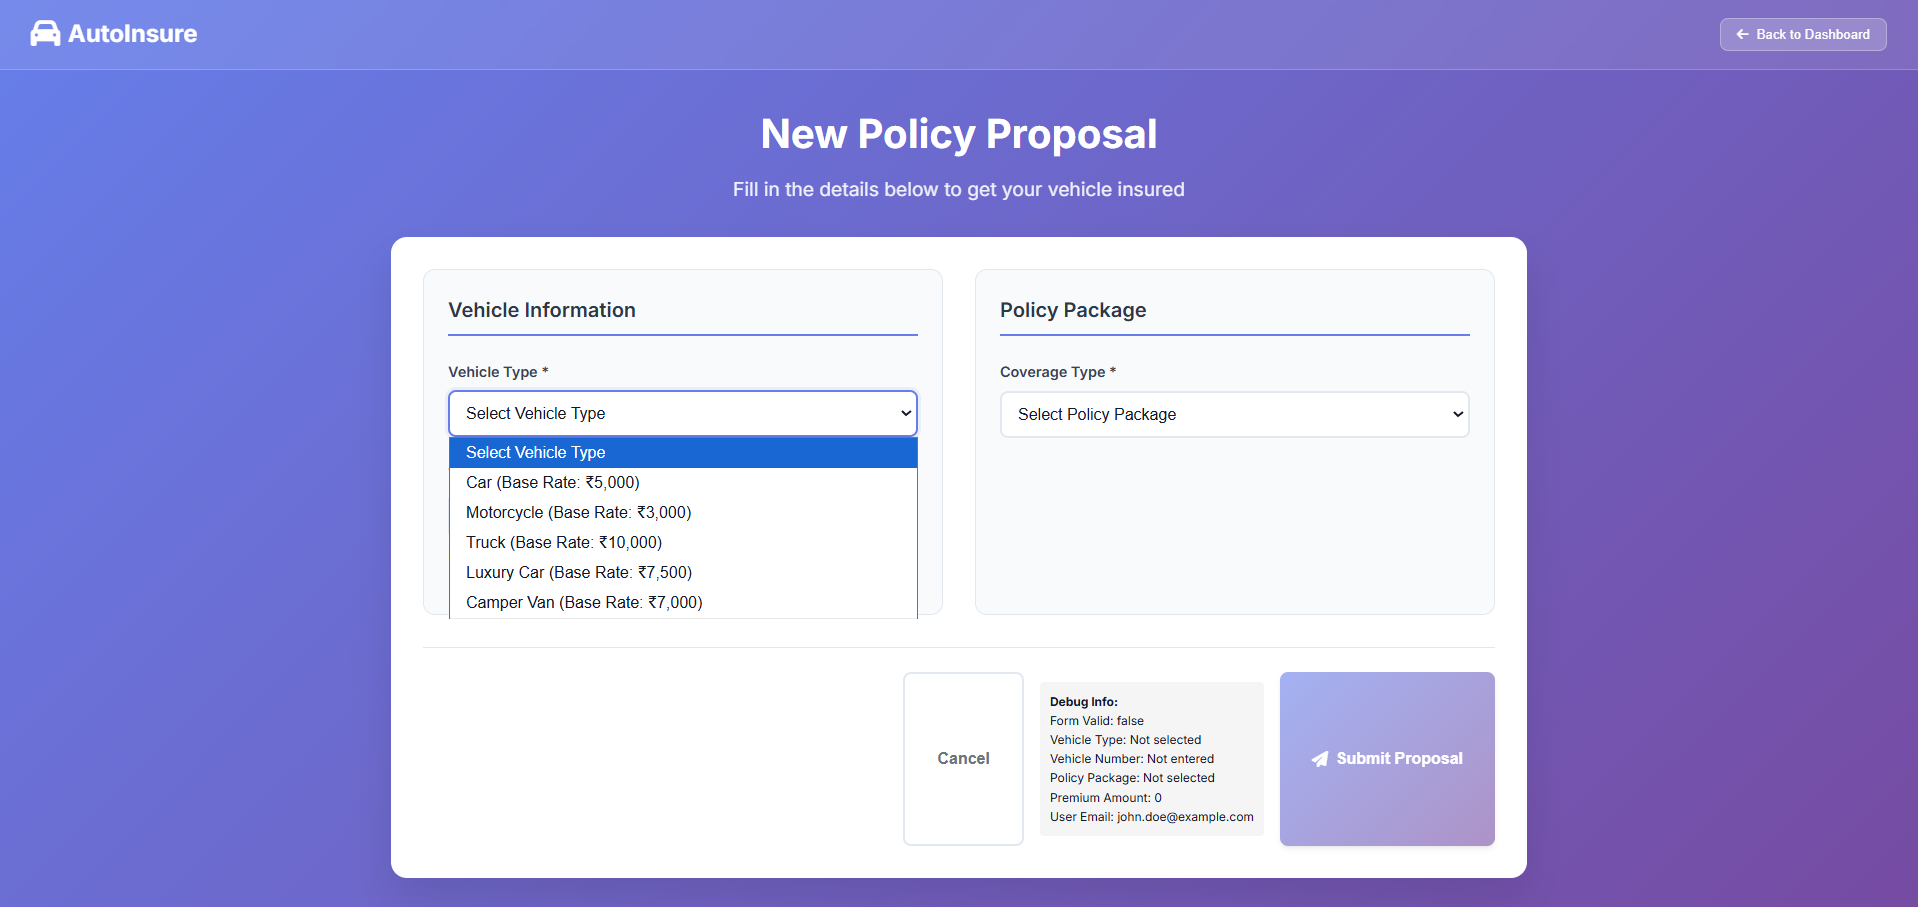 AutoInsure
Back to Dashboard
New Policy Proposal
Fill in the details below to get your vehicle insured
Vehicle Information
Vehicle Type *
Select Vehicle Type
Select Vehicle Type
Car (Base Rate: ₹5,000)
Motorcycle (Base Rate: ₹3,000)
Truck (Base Rate: ₹10,000)
Luxury Car (Base Rate: ₹7,500)
Camper Van (Base Rate: ₹7,000)
Policy Package
Coverage Type *
Select Policy Package
Cancel
Debug Info:
Form Valid: false
Vehicle Type: Not selected
Vehicle Number: Not entered
Policy Package: Not selected
Premium Amount: 0
User Email: john.doe@example.com
Submit Proposal